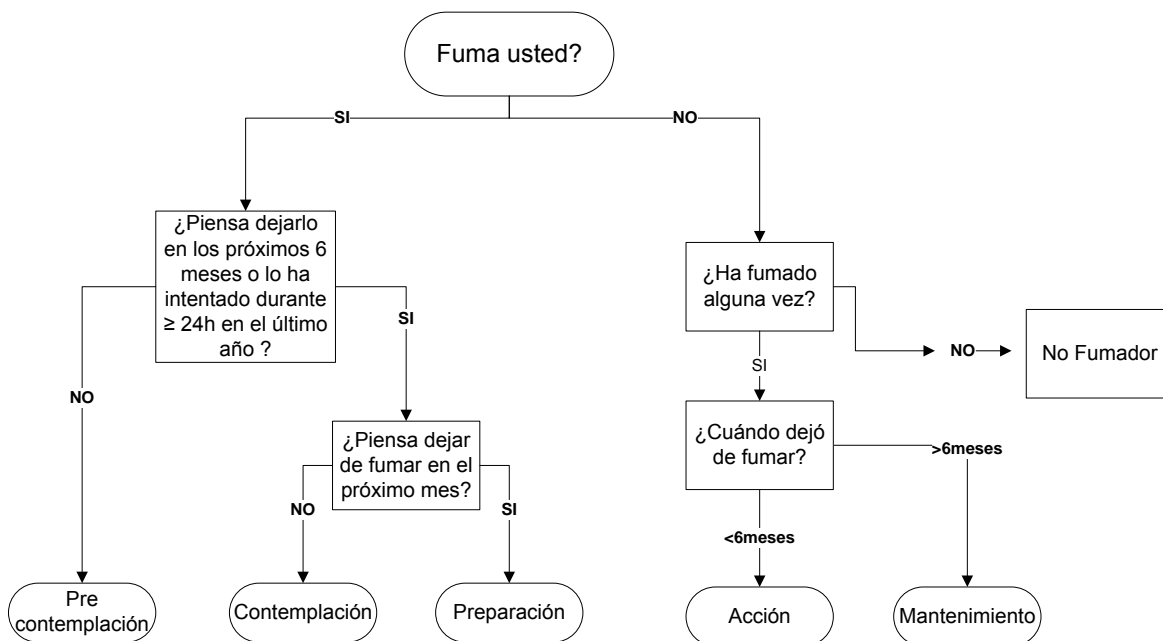 Fuma usted?
SI
NO
¿Piensa dejarlo
en los próximos 6
meses o lo ha
intentado durante
≥ 24h en el último
año ?
¿Ha fumado
alguna vez?
SI
NO
No Fumador
NO
SI
¿Piensa dejar
de fumar en el
próximo mes?
¿Cuándo dejó
de fumar?
>6meses
NO
SI
<6meses
Pre
contemplación
Contemplación
Preparación
Acción
Mantenimiento